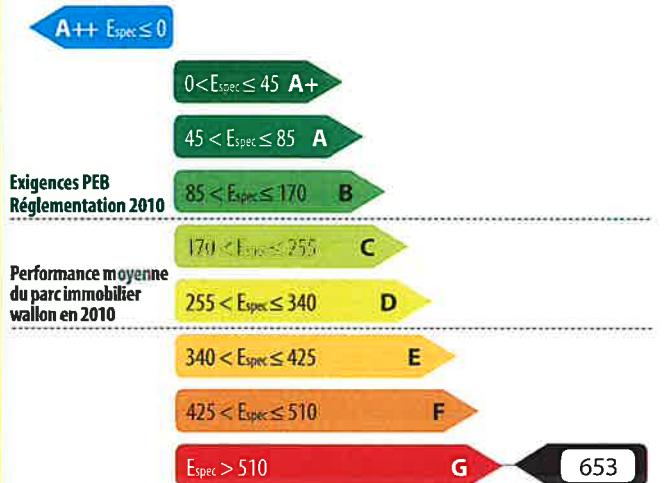 A++ Espec ≤ 0
0 < Espec ≤ 45 A+
45 < Espec ≤ 85 A
Exigences PEB
Réglementation 2010
85 < Espec ≤ 170 B
170 < Espec ≤ 255 C
Performance moyenne
du parc immobilier
wallon en 2010
255 < Espec ≤ 340 D
340 < Espec ≤ 425 E
425 < Espec ≤ 510 F
Espec > 510 G 653